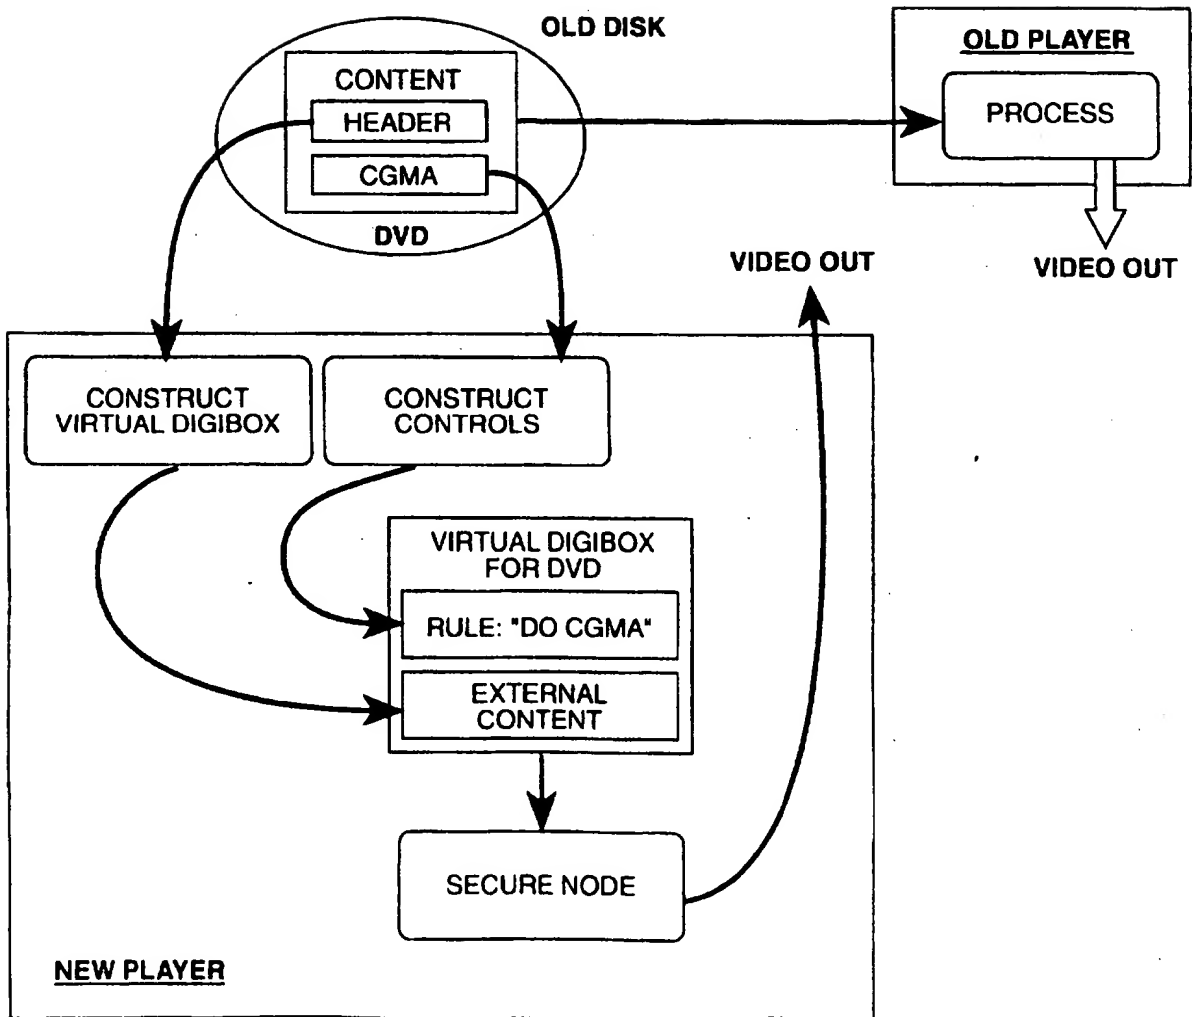 OLD DISK
CONTENT
HEADER
CGMA
DVD
OLD PLAYER
PROCESS
VIDEO OUT
VIDEO OUT
CONSTRUCT
VIRTUAL DIGIBOX
CONSTRUCT
CONTROLS
VIRTUAL DIGIBOX
FOR DVD
RULE: "DO CGMA"
EXTERNAL
CONTENT
SECURE NODE
NEW PLAYER